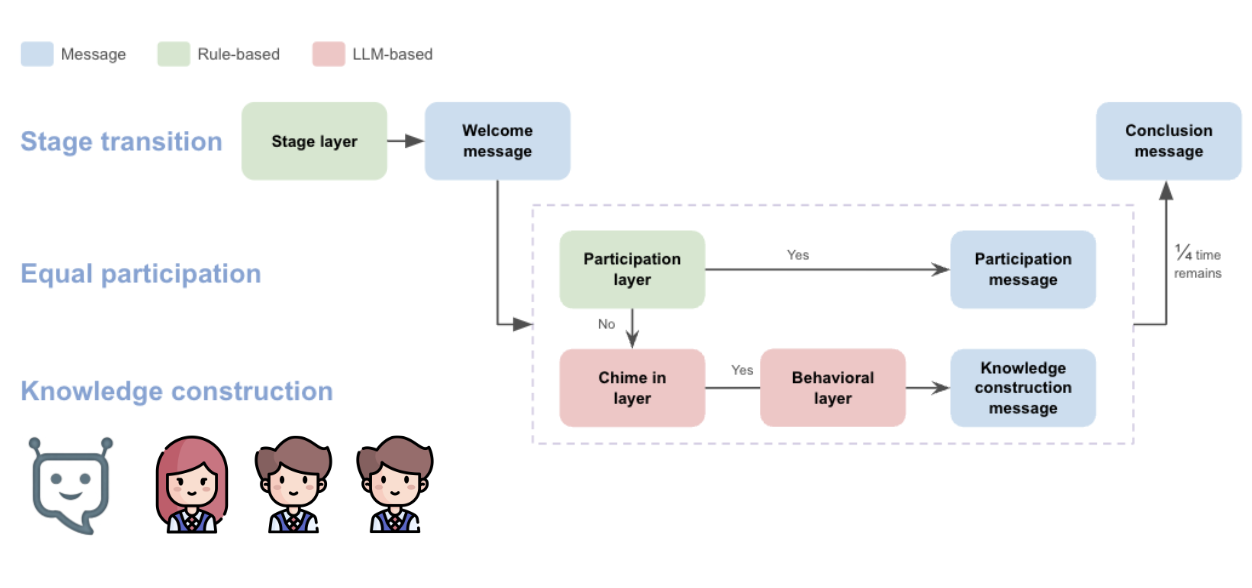 Message
Rule-based
LLM-based
Stage transition
Stage layer
Welcome
message
Conclusion
message
Equal participation
Participation
layer
Yes
Participation
message
¼ time
remains
No
Knowledge construction
Chime in
layer
Yes
Behavioral
layer
Knowledge
construction
message